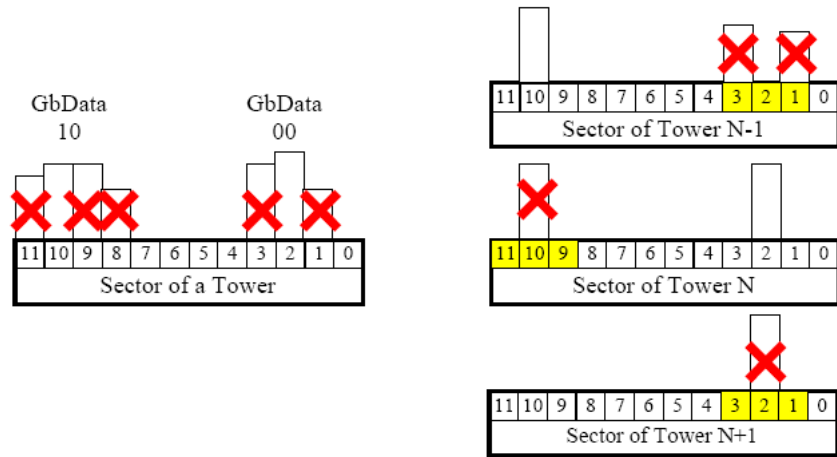 GbData
10
GbData
00
11 10 9 8 7 6 5 4 3 2 1 0
Sector of a Tower
11 10 9 8 7 6 5 4 3 2 1 0
Sector of Tower N-1
11 10 9 8 7 6 5 4 3 2 1 0
Sector of Tower N
11 10 9 8 7 6 5 4 3 2 1 0
Sector of Tower N+1